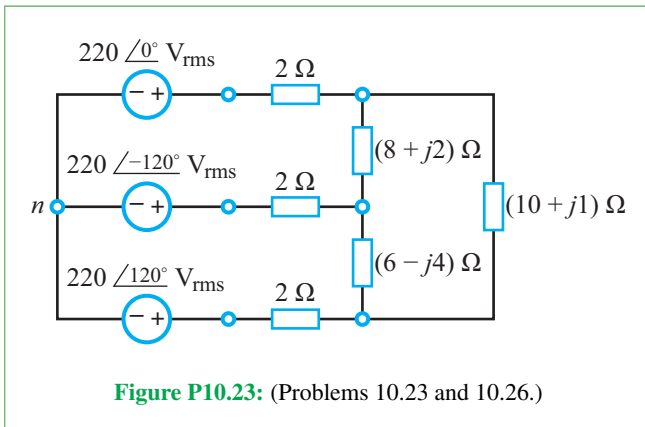 220 /0° Vrms
2 Ω
− +
(8 + j2) Ω
220 /−120° Vrms
2 Ω
n
− +
(10 + j1) Ω
(6 − j4) Ω
220 /120° Vrms
2 Ω
− +
Figure P10.23: (Problems 10.23 and 10.26.)